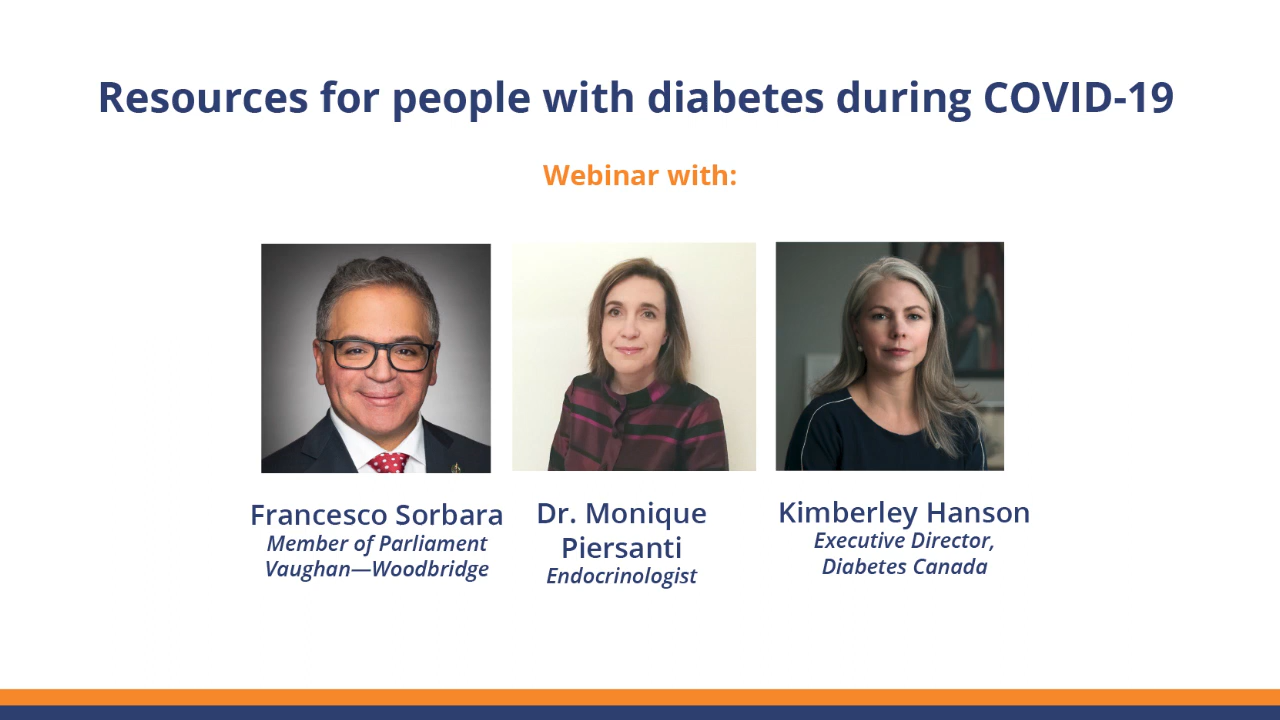 Resources for people with diabetes during COVID-19
Webinar with:
Francesco Sorbara
Member of Parliament
Vaughan—Woodbridge
Dr. Monique
Piersanti
Endocrinologist
Kimberley Hanson
Executive Director,
Diabetes Canada